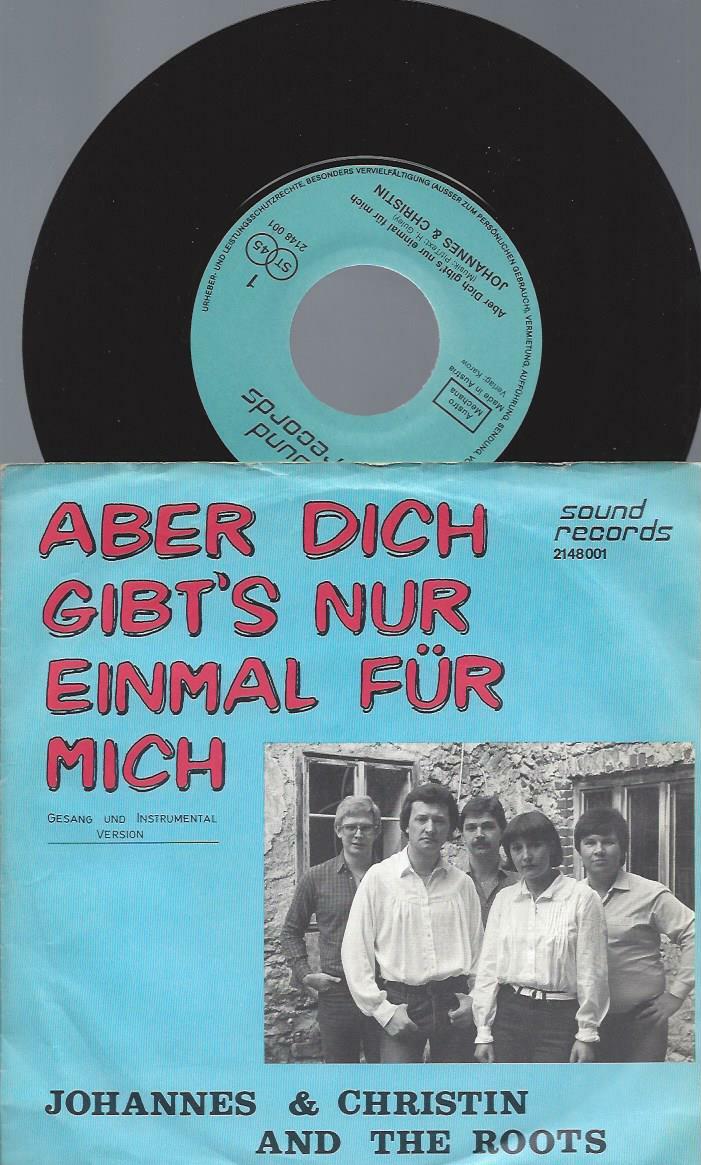 URHEBER- UND LEISTUNGSSCHUTZRECHTE, BESONDERS VERVIELFÄLTIGUNG (AUSSER ZUM PERSÖNLICHEN GEBRAUCH), VERMIETUNG, AUFFÜHRUNG, SENDUNG,
1
ST 45
2148 001
Aber Dich gibt's nur einmal für mich
JOHANNES & CHRISTIN
Austro
Mechana
Made in Austria
Verlag: Karow
sound
records
ABER DICH
GIBT'S NUR
EINMAL FÜR
MICH
sound
records
2148001
GESANG UND INSTRUMENTAL
VERSION
JOHANNES & CHRISTIN
AND THE ROOTS